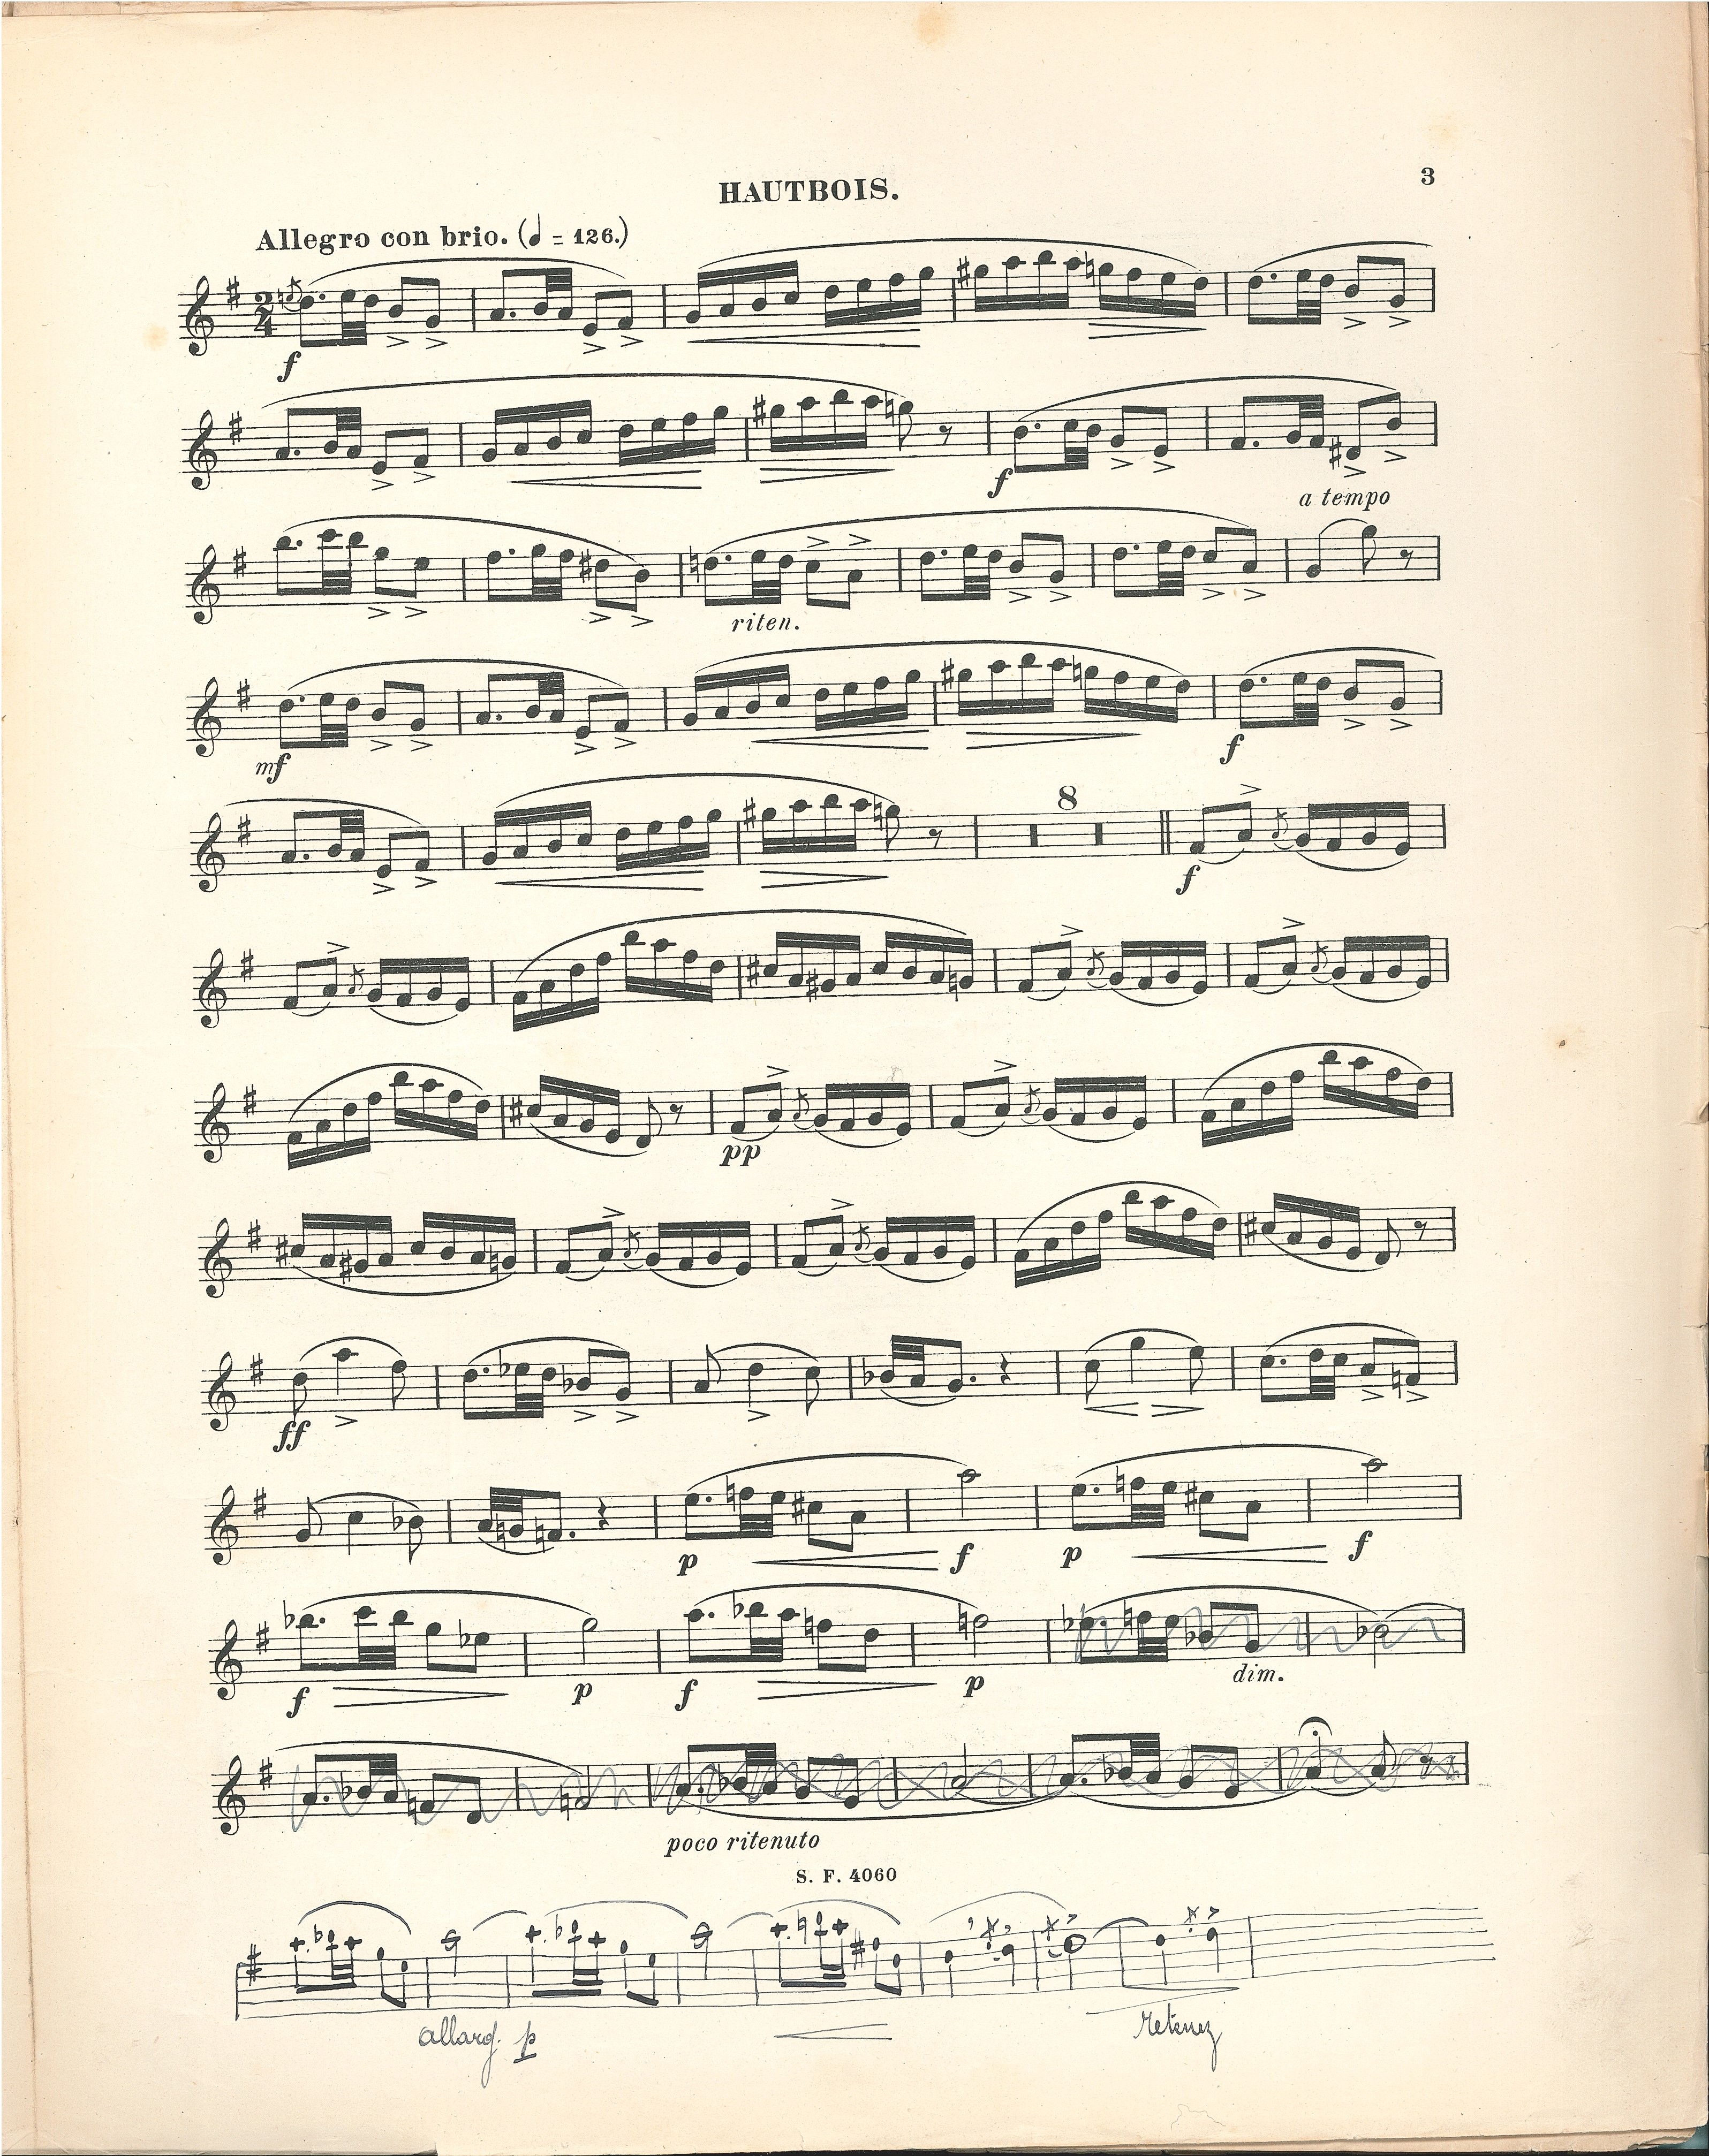 HAUTBOIS.
3
Allegro con brio. (♩ = 126.)
2/4
f
f
a tempo
riten.
mf
f
8
f
pp
ff
p f p f
f p f p dim.
poco ritenuto
S. F. 4060
allarg. p
Retenez